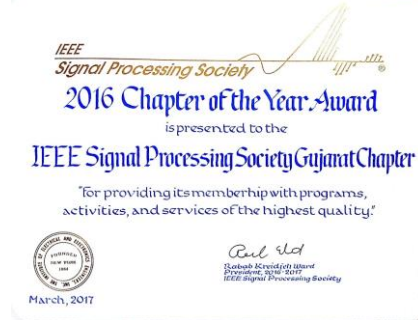 IEEE
Signal Processing Society
®
2016 Chapter of the Year Award
is presented to the
IEEE Signal Processing Society Gujarat Chapter
"for providing its memberhip with programs,
activities, and services of the highest quality."
Rabab Kreidieh Ward
President, 2016-2017
IEEE Signal Processing Society
March, 2017